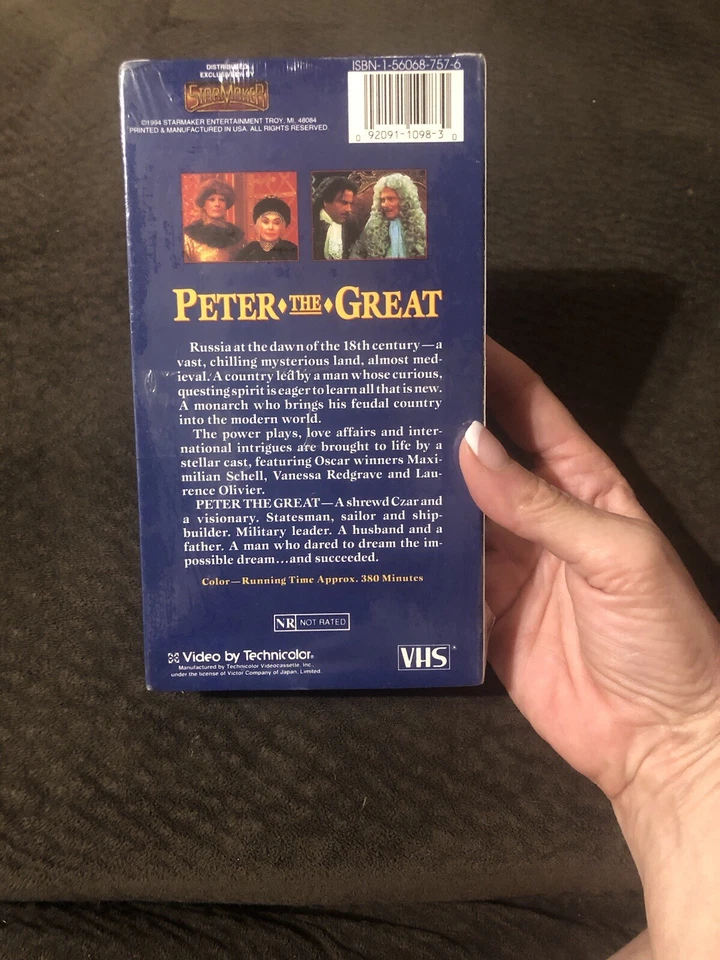 DISTRIBUTED
EXCLUSIVELY BY
STARMAKER
©1994 STARMAKER ENTERTAINMENT TROY, MI, 48084
PRINTED & MANUFACTURED IN USA. ALL RIGHTS RESERVED.
ISBN-1-56068-757-6
0 92091-1098-3 0
PETER THE GREAT
Russia at the dawn of the 18th century—a
vast, chilling mysterious land, almost med-
ieval. A country led by a man whose curious,
questing spirit is eager to learn all that is new.
A monarch who brings his feudal country
into the modern world.
The power plays, love affairs and inter-
national intrigues are brought to life by a
stellar cast, featuring Oscar winners Maxi-
milian Schell, Vanessa Redgrave and Lau-
rence Olivier.
PETER THE GREAT—A shrewd Czar and
a visionary. Statesman, sailor and ship-
builder. Military leader. A husband and a
father. A man who dared to dream the im-
possible dream...and succeeded.
Color—Running Time Approx. 380 Minutes
NR NOT RATED
Video by Technicolor®
Manufactured by Technicolor Videocassette, Inc.,
under the license of Victor Company of Japan, Limited.
VHS®